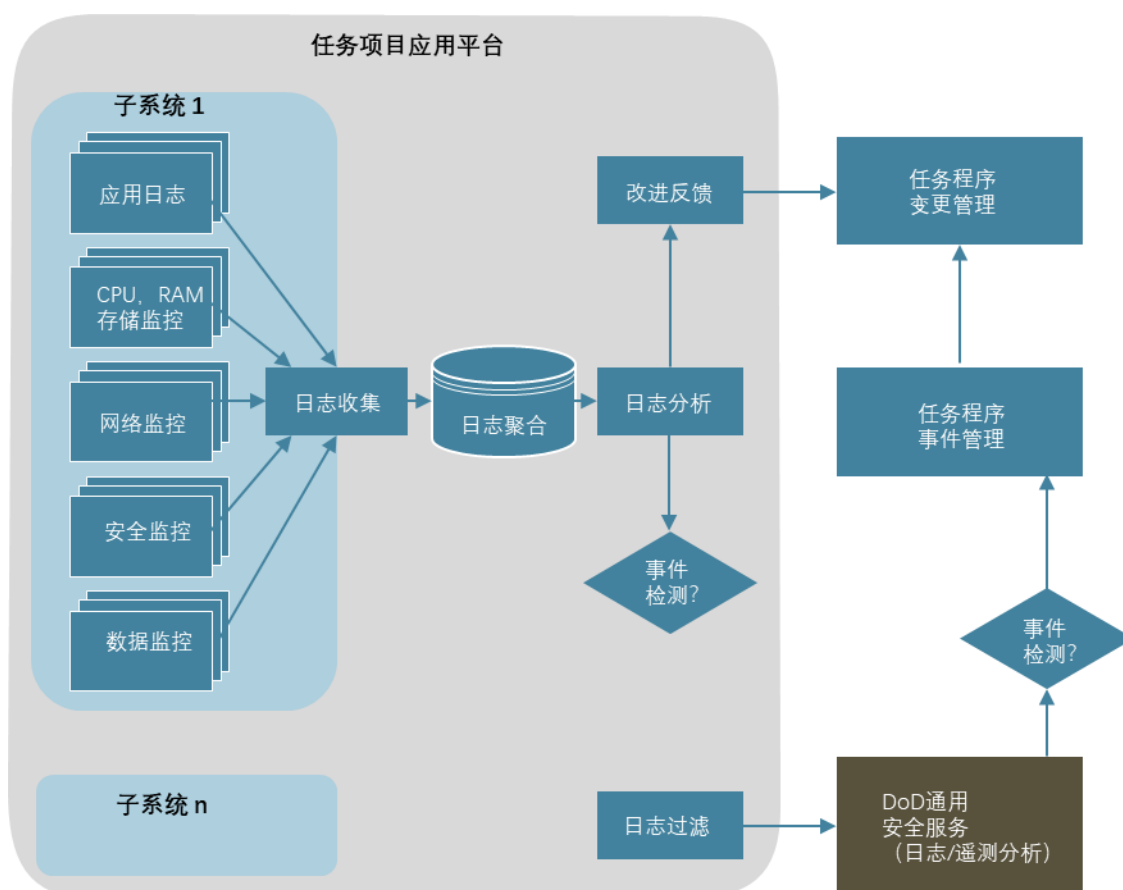 任务项目应用平台
子系统 1
应用日志
CPU，RAM
存储监控
网络监控
安全监控
数据监控
日志收集
日志聚合
日志分析
改进反馈
事件
检测?
任务程序
变更管理
任务程序
事件管理
事件
检测?
子系统 n
日志过滤
DoD通用
安全服务
（日志/遥测分析）